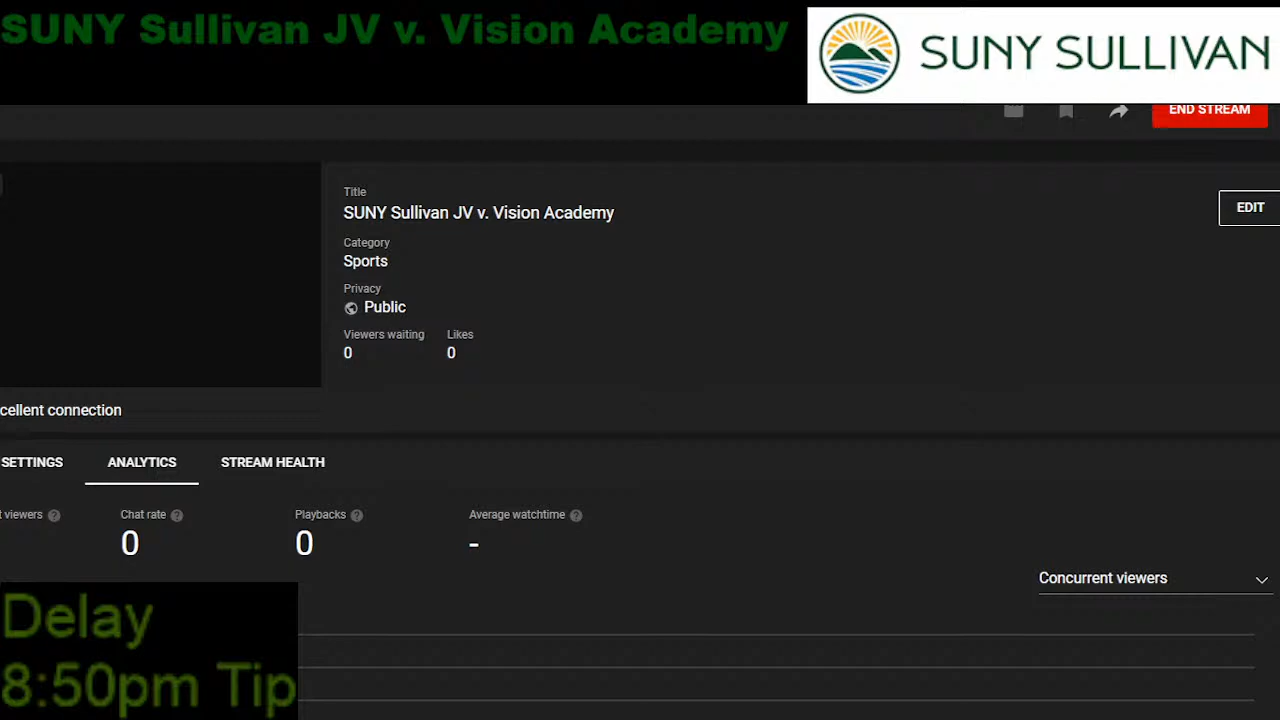 SUNY Sullivan JV v. Vision Academy
SUNY SULLIVAN
END STREAM
Title
SUNY Sullivan JV v. Vision Academy
EDIT
Category
Sports
Privacy
Public
Viewers waiting Likes
0 0
cellent connection
SETTINGS ANALYTICS STREAM HEALTH
t viewers Chat rate Playbacks Average watchtime
0 0 -
Concurrent viewers
Delay
8:50pm Tip